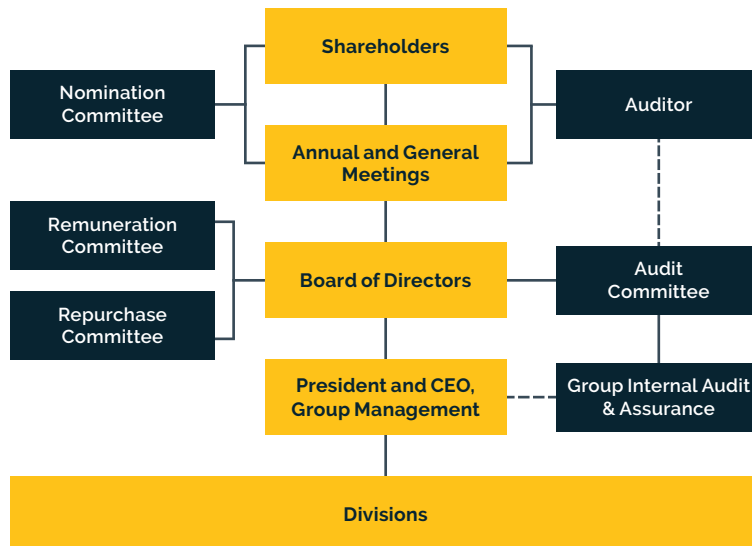 Shareholders
Nomination
Committee
Auditor
Annual and General
Meetings
Remuneration
Committee
Board of Directors
Audit
Committee
Repurchase
Committee
President and CEO,
Group Management
Group Internal Audit
& Assurance
Divisions